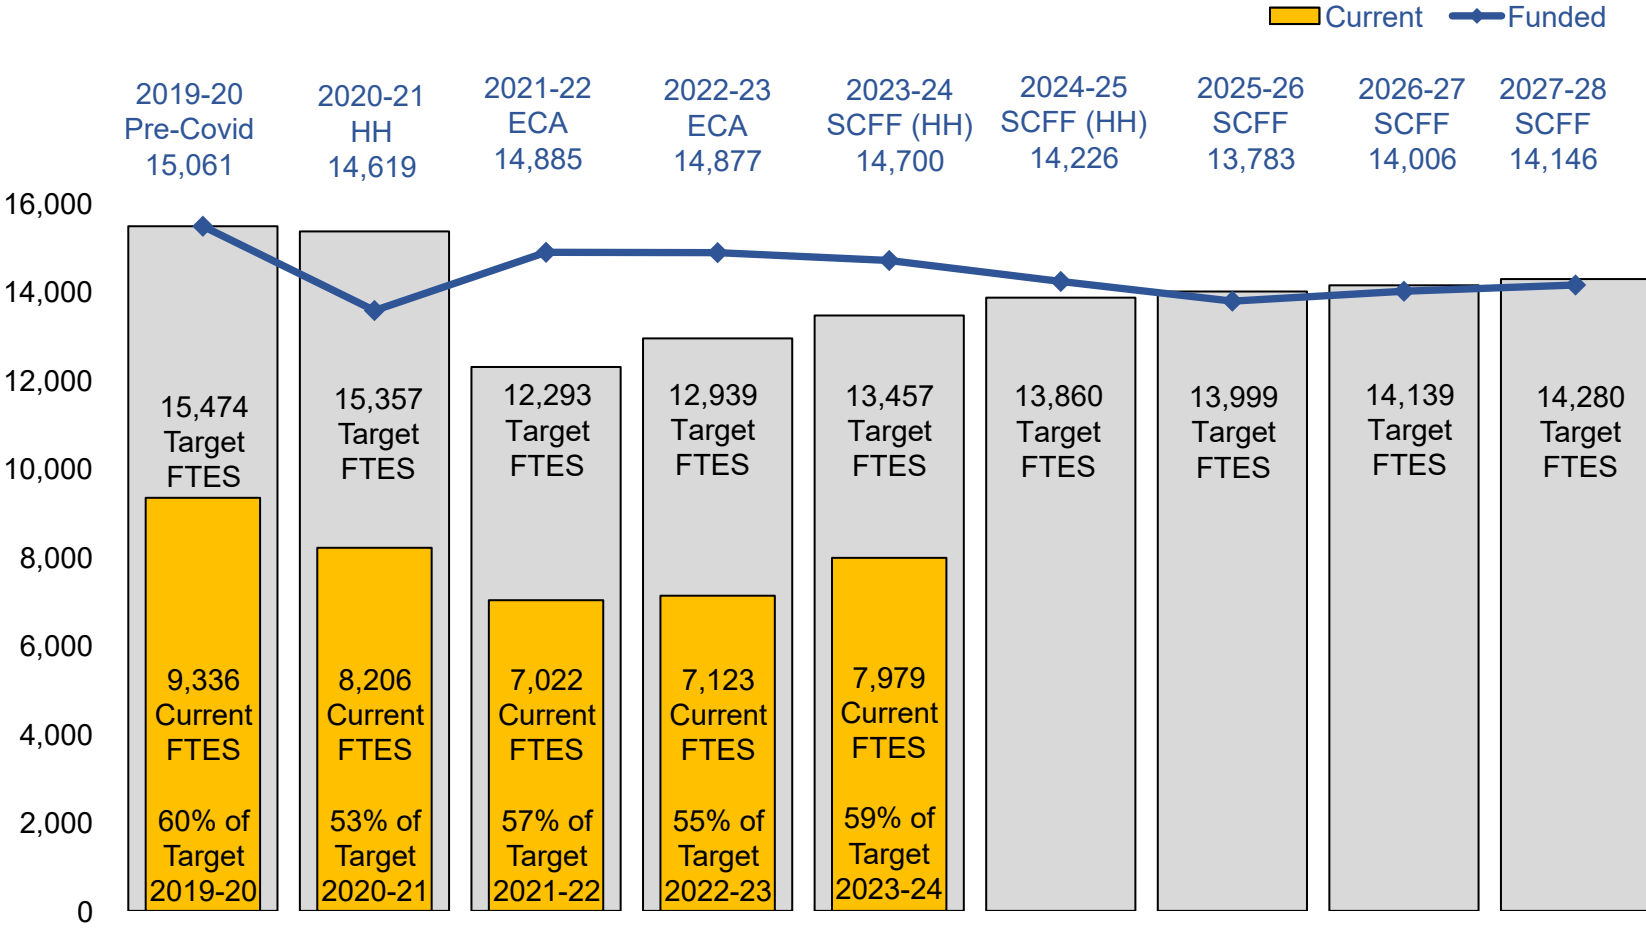 Current
Funded
2019-20
Pre-Covid
15,061
2020-21
HH
14,619
2021-22
ECA
14,885
2022-23
ECA
14,877
2023-24
SCFF (HH)
14,700
2024-25
SCFF (HH)
14,226
2025-26
SCFF
13,783
2026-27
SCFF
14,006
2027-28
SCFF
14,146
16,000
14,000
12,000
10,000
8,000
6,000
4,000
2,000
0
15,474
Target
FTES
15,357
Target
FTES
12,293
Target
FTES
12,939
Target
FTES
13,457
Target
FTES
13,860
Target
FTES
13,999
Target
FTES
14,139
Target
FTES
14,280
Target
FTES
9,336
Current
FTES
60% of
Target
2019-20
8,206
Current
FTES
53% of
Target
2020-21
7,022
Current
FTES
57% of
Target
2021-22
7,123
Current
FTES
55% of
Target
2022-23
7,979
Current
FTES
59% of
Target
2023-24